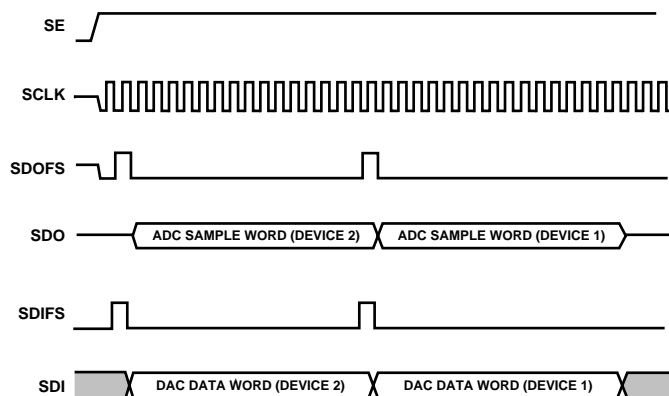 SE
SCLK
SDOFS
SDO ADC SAMPLE WORD (DEVICE 2) ADC SAMPLE WORD (DEVICE 1)
SDIFS
SDI DAC DATA WORD (DEVICE 2) DAC DATA WORD (DEVICE 1)